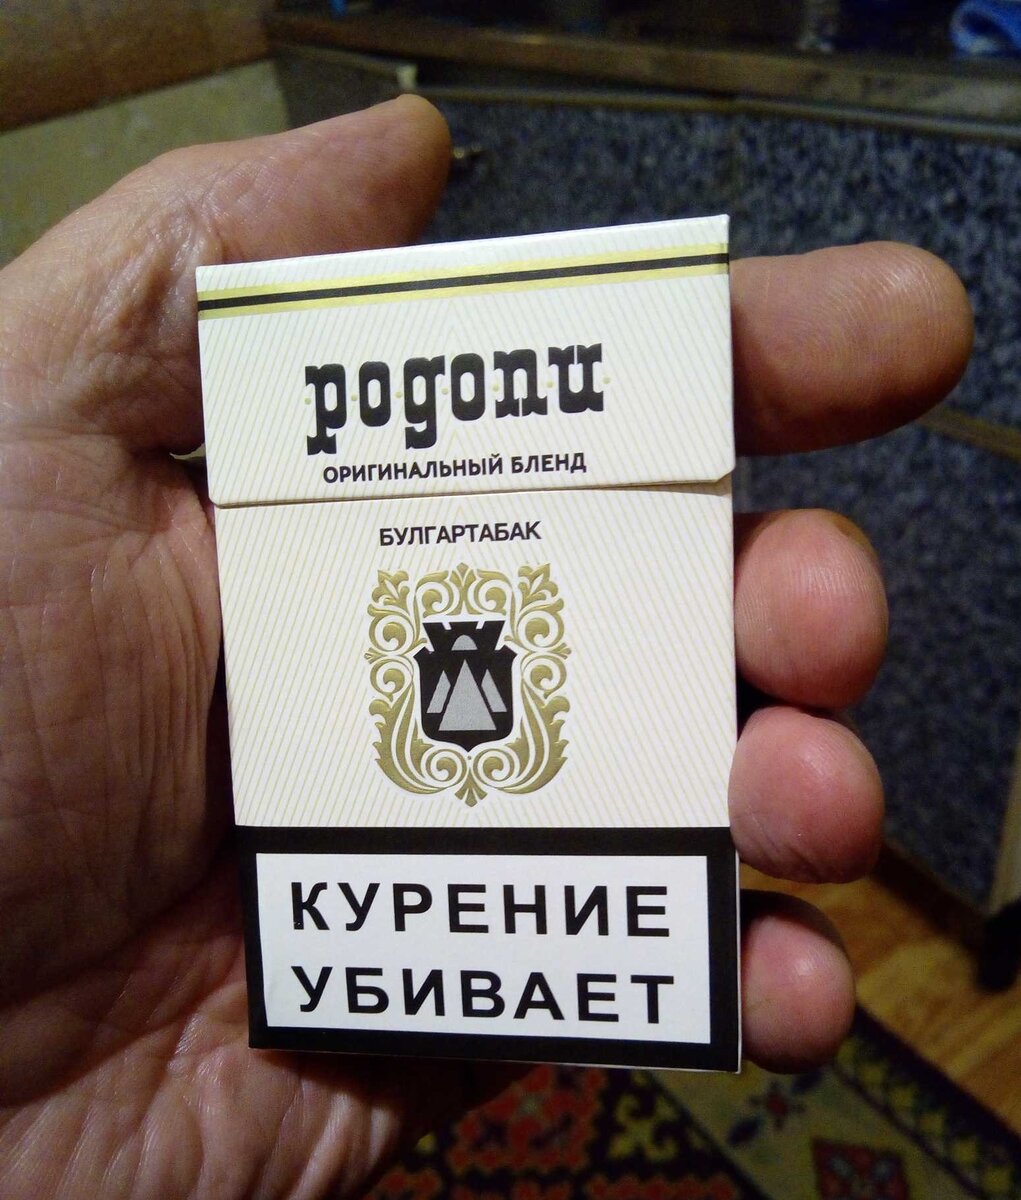 родопи
ОРИГИНАЛЬНЫЙ БЛЕНД
БУЛГАРТАБАК
КУРЕНИЕ
УБИВАЕТ